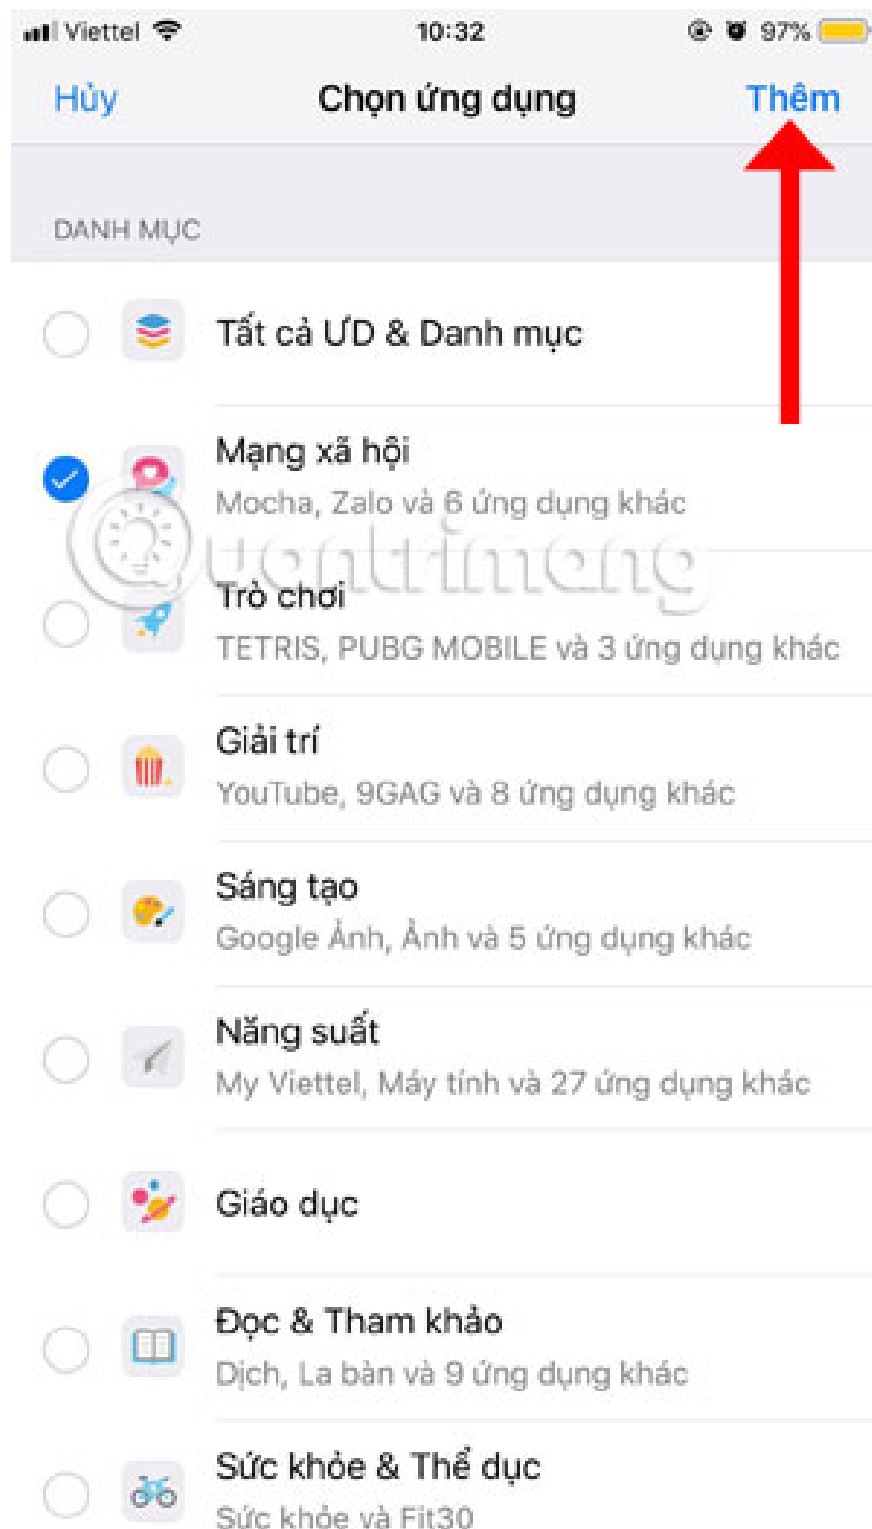 Viettel 10:32 97%
Hủy Chọn ứng dụng Thêm
DANH MỤC
Tất cả ƯD & Danh mục
Mạng xã hội
Mocha, Zalo và 6 ứng dụng khác
Quantrimang
Trò chơi
TETRIS, PUBG MOBILE và 3 ứng dụng khác
Giải trí
YouTube, 9GAG và 8 ứng dụng khác
Sáng tạo
Google Ảnh, Ảnh và 5 ứng dụng khác
Năng suất
My Viettel, Máy tính và 27 ứng dụng khác
Giáo dục
Đọc & Tham khảo
Dịch, La bàn và 9 ứng dụng khác
Sức khỏe & Thể dục
Sức khỏe và Fit30